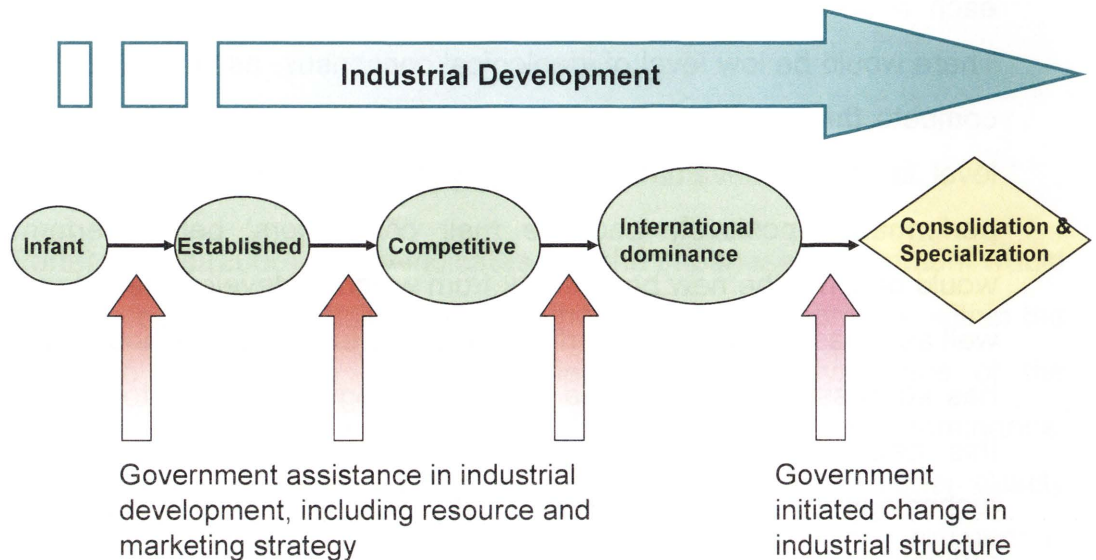 Industrial Development
Infant
Established
Competitive
International
dominance
Consolidation &
Specialization
Government assistance in industrial
development, including resource and
marketing strategy
Government
initiated change in
industrial structure